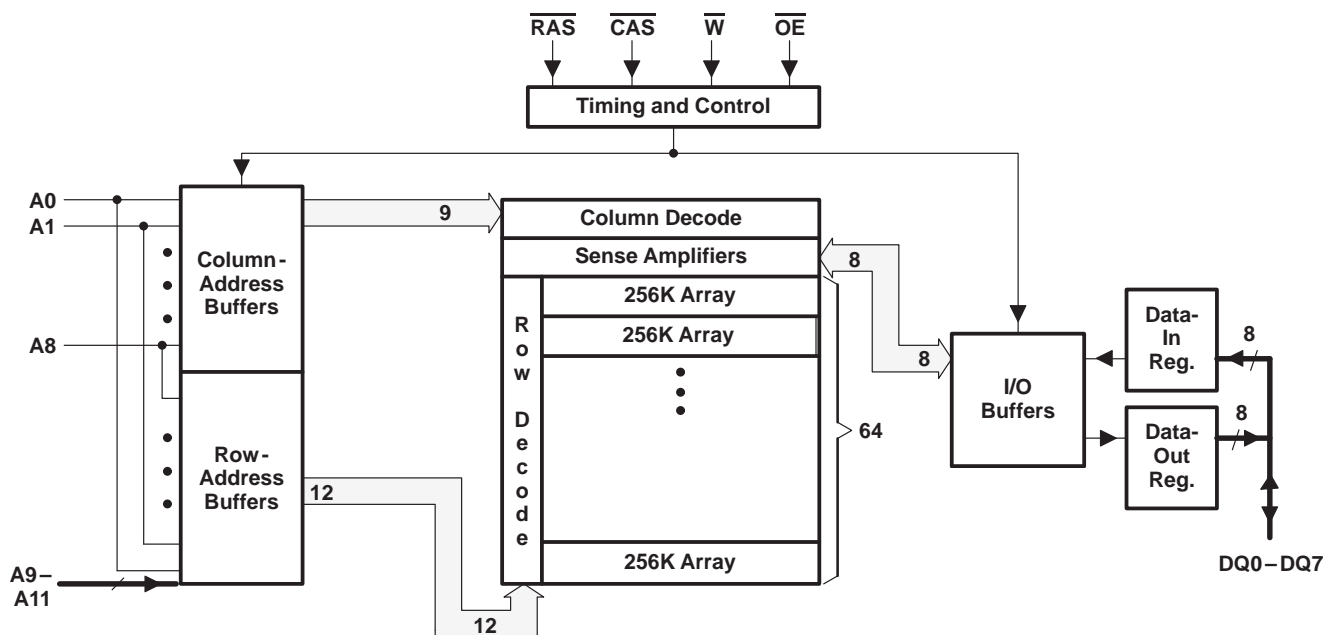 RAS CAS W OE
Timing and Control
A0
A1
A8
A9–
A11
Column-
Address
Buffers
Row-
Address
Buffers
9
12
12
Column Decode
Sense Amplifiers
Row Decode
256K Array
256K Array
256K Array
64
8
8
I/O
Buffers
Data-
In
Reg.
8
Data-
Out
Reg.
8
DQ0–DQ7